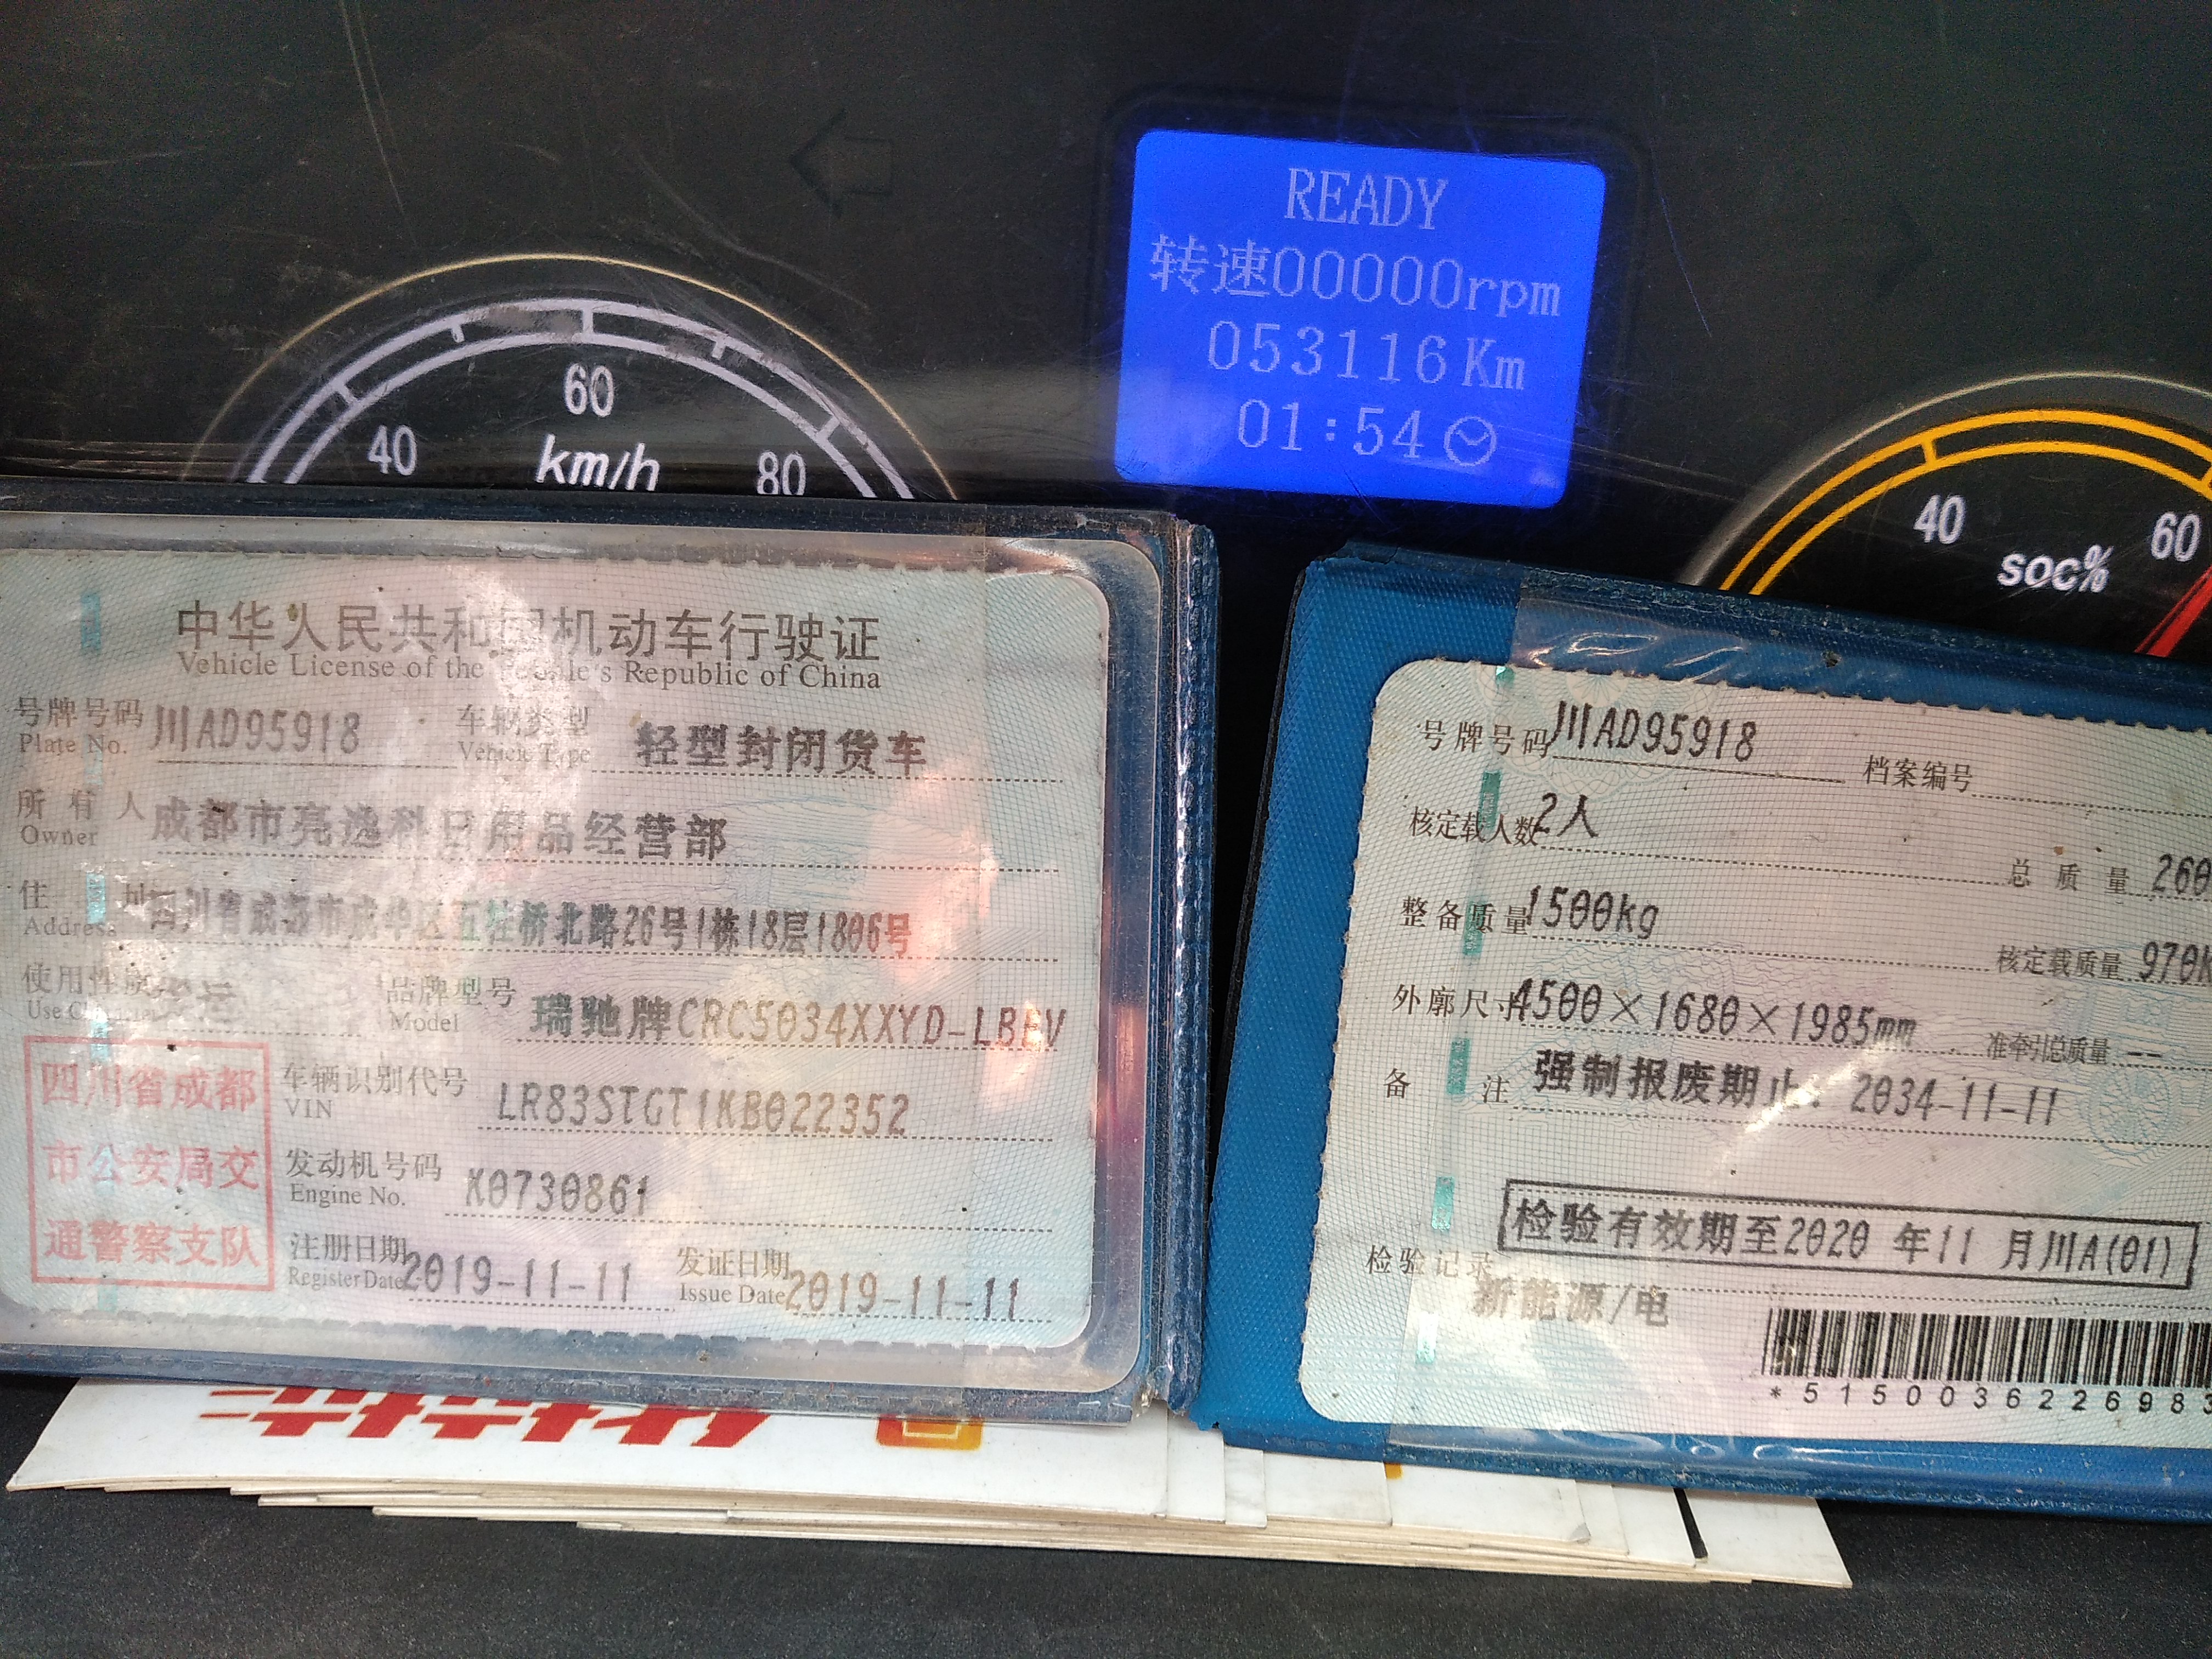 READY
转速00000rpm
053116Km
01:54
40
60
80
km/h
40
60
soc%
中华人民共和国机动车行驶证
Vehicle License of the People's Republic of China
号牌号码 川AD95918 车辆类型 轻型封闭货车
Plate No. Vehicle Type
所有人 成都市亮逸科日用品经营部
Owner
住址 四川省成都市成华区五桂桥北路26号1栋18层1806号
Address
使用性质 品牌型号 瑞驰牌CRC5034XXYD-LBEV
Use Model
四川省成都
市公安局交
通警察支队
车辆识别代号 LR83STGT1KB022352
VIN
发动机号码 K0730861
Engine No.
注册日期 2019-11-11 发证日期 2019-11-11
Register Date Issue Date
号牌号码 川AD95918 档案编号
核定载人数 2人 总质量 260
整备质量 1500kg 核定载质量 970k
外廓尺寸 4500×1680×1985mm 准牵引总质量 --
备注 强制报废期止: 2034-11-11
检验有效期至2020 年11 月川A(01)
检验记录
新能源/电
*515003622698